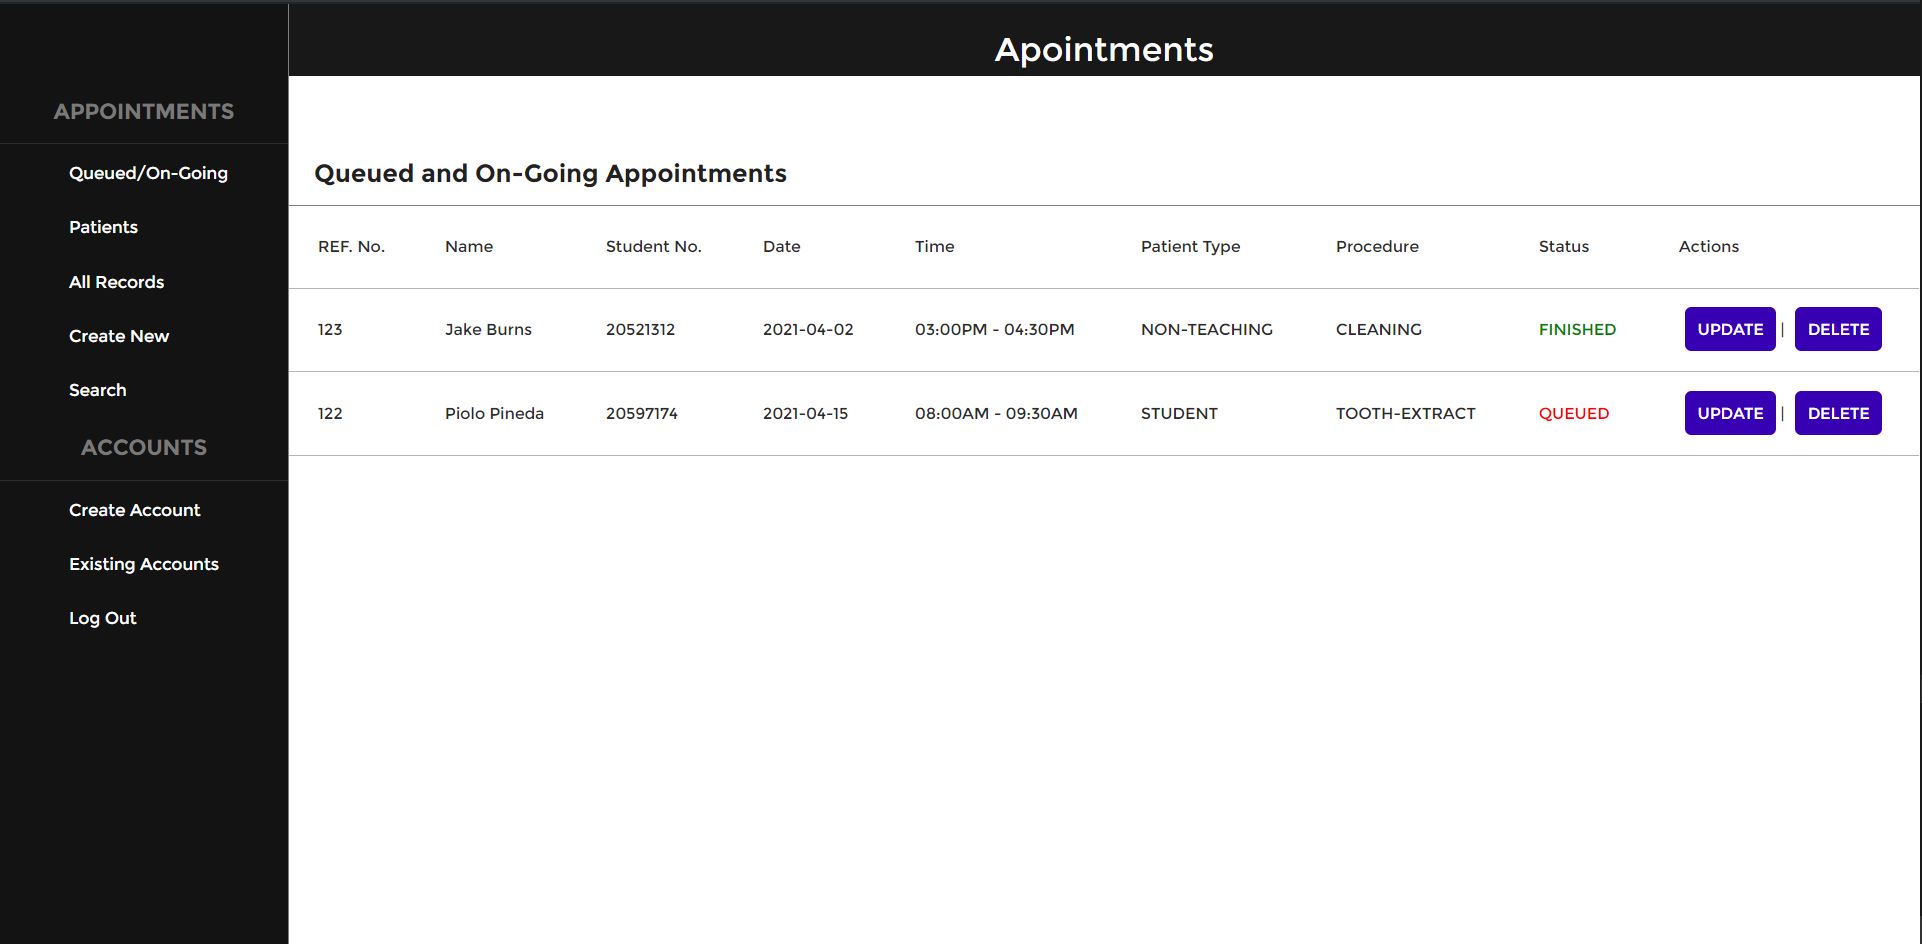 Apointments
APPOINTMENTS
Queued/On-Going
Patients
All Records
Create New
Search
ACCOUNTS
Create Account
Existing Accounts
Log Out
Queued and On-Going Appointments
REF. No. Name Student No. Date Time Patient Type Procedure Status Actions
123 Jake Burns 20521312 2021-04-02 03:00PM - 04:30PM NON-TEACHING CLEANING FINISHED UPDATE | DELETE
122 Piolo Pineda 20597174 2021-04-15 08:00AM - 09:30AM STUDENT TOOTH-EXTRACT QUEUED UPDATE | DELETE